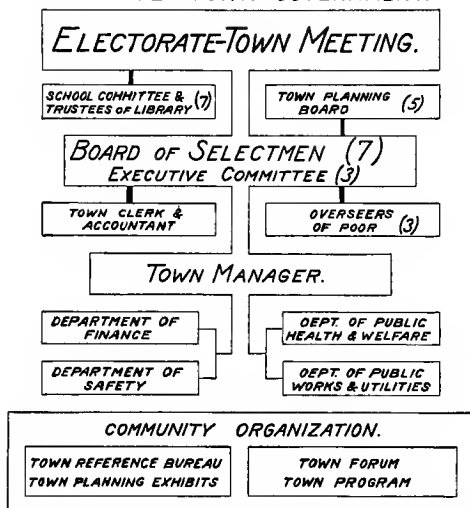 ELECTORATE-TOWN MEETING.
SCHOOL COMMITTEE &
TRUSTEES OF LIBRARY (7)
TOWN PLANNING
BOARD (5)
BOARD OF SELECTMEN (7)
EXECUTIVE COMMITTEE (3)
TOWN CLERK &
ACCOUNTANT
OVERSEERS
OF POOR (3)
TOWN MANAGER.
DEPARTMENT OF
FINANCE
DEPT. OF PUBLIC
HEALTH & WELFARE
DEPARTMENT OF
SAFETY
DEPT. OF PUBLIC
WORKS & UTILITIES
COMMUNITY ORGANIZATION.
TOWN REFERENCE BUREAU
TOWN PLANNING EXHIBITS
TOWN FORUM
TOWN PROGRAM